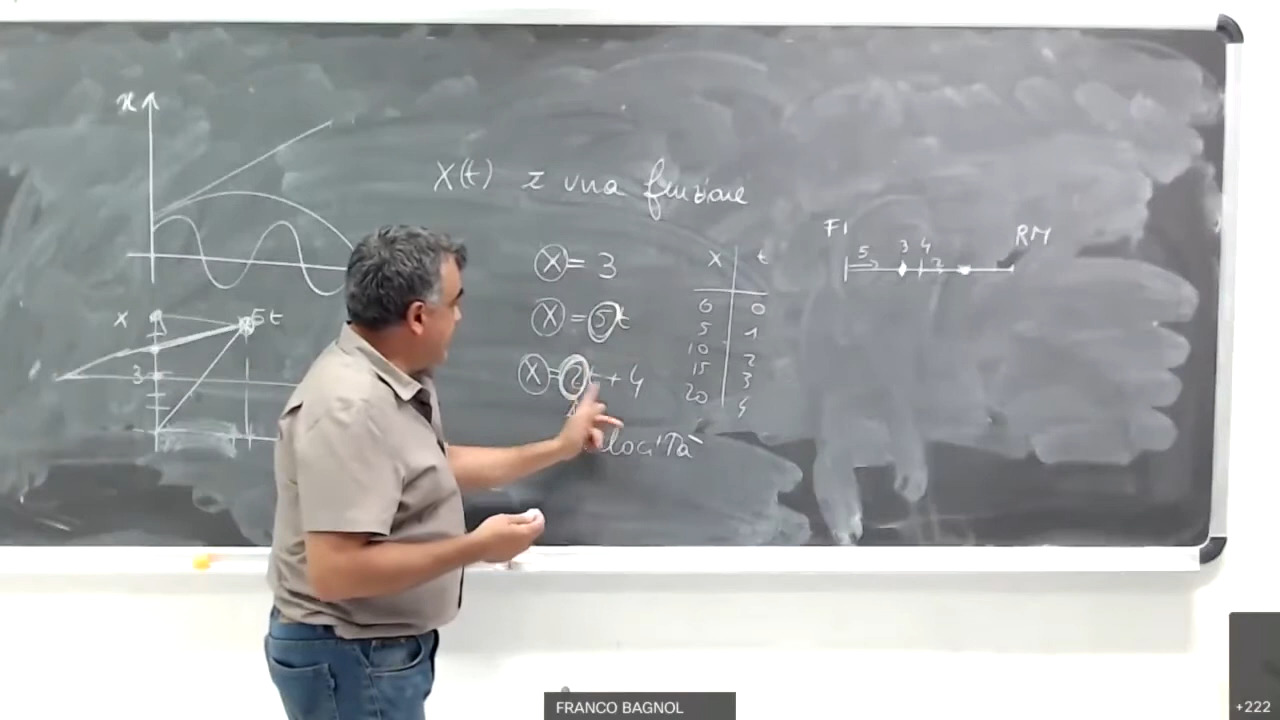 x
X(t) è una funzione
X = 3
X = 5t
X = 2t + 4
velocità
x t
0 0
5 1
10 2
15 3
20 4
FI RM
5 3 4 2
x 5t
3
FRANCO BAGNOL
+222